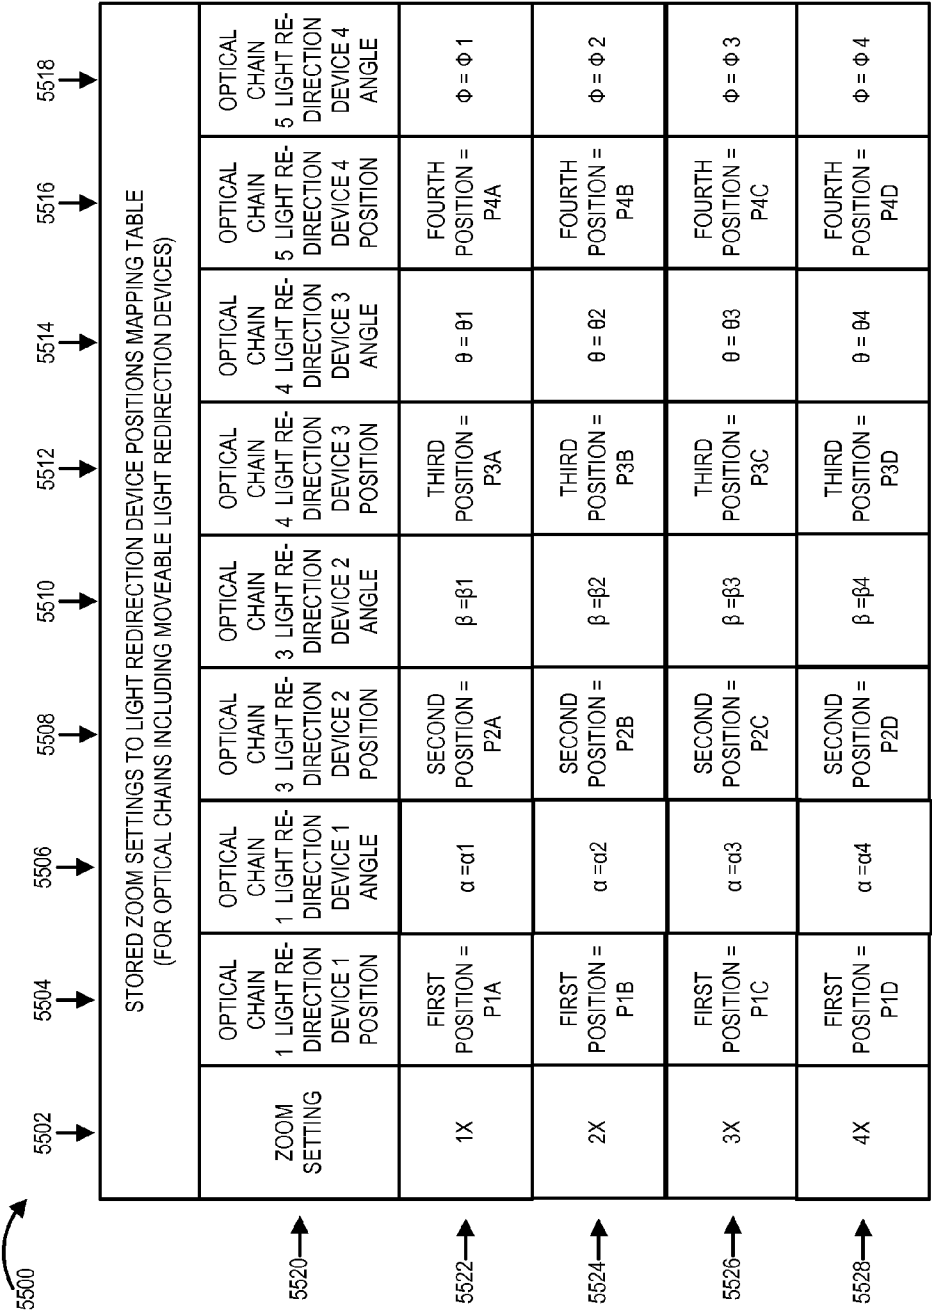 5500
5502
5504
5506
5508
5510
5512
5514
5516
5518
STORED ZOOM SETTINGS TO LIGHT REDIRECTION DEVICE POSITIONS MAPPING TABLE
(FOR OPTICAL CHAINS INCLUDING MOVEABLE LIGHT REDIRECTION DEVICES)
5520
ZOOM
SETTING
OPTICAL
CHAIN
1 LIGHT RE-
DIRECTION
DEVICE 1
POSITION
OPTICAL
CHAIN
1 LIGHT RE-
DIRECTION
DEVICE 1
ANGLE
OPTICAL
CHAIN
3 LIGHT RE-
DIRECTION
DEVICE 2
POSITION
OPTICAL
CHAIN
3 LIGHT RE-
DIRECTION
DEVICE 2
ANGLE
OPTICAL
CHAIN
4 LIGHT RE-
DIRECTION
DEVICE 3
POSITION
OPTICAL
CHAIN
4 LIGHT RE-
DIRECTION
DEVICE 3
ANGLE
OPTICAL
CHAIN
5 LIGHT RE-
DIRECTION
DEVICE 4
POSITION
OPTICAL
CHAIN
5 LIGHT RE-
DIRECTION
DEVICE 4
ANGLE
5522
1X
FIRST
POSITION =
P1A
α =α1
SECOND
POSITION =
P2A
β =β1
THIRD
POSITION =
P3A
θ = θ1
FOURTH
POSITION =
P4A
Φ = Φ 1
5524
2X
FIRST
POSITION =
P1B
α =α2
SECOND
POSITION =
P2B
β =β2
THIRD
POSITION =
P3B
θ = θ2
FOURTH
POSITION =
P4B
Φ = Φ 2
5526
3X
FIRST
POSITION =
P1C
α =α3
SECOND
POSITION =
P2C
β =β3
THIRD
POSITION =
P3C
θ = θ3
FOURTH
POSITION =
P4C
Φ = Φ 3
5528
4X
FIRST
POSITION =
P1D
α =α4
SECOND
POSITION =
P2D
β =β4
THIRD
POSITION =
P3D
θ = θ4
FOURTH
POSITION =
P4D
Φ = Φ 4